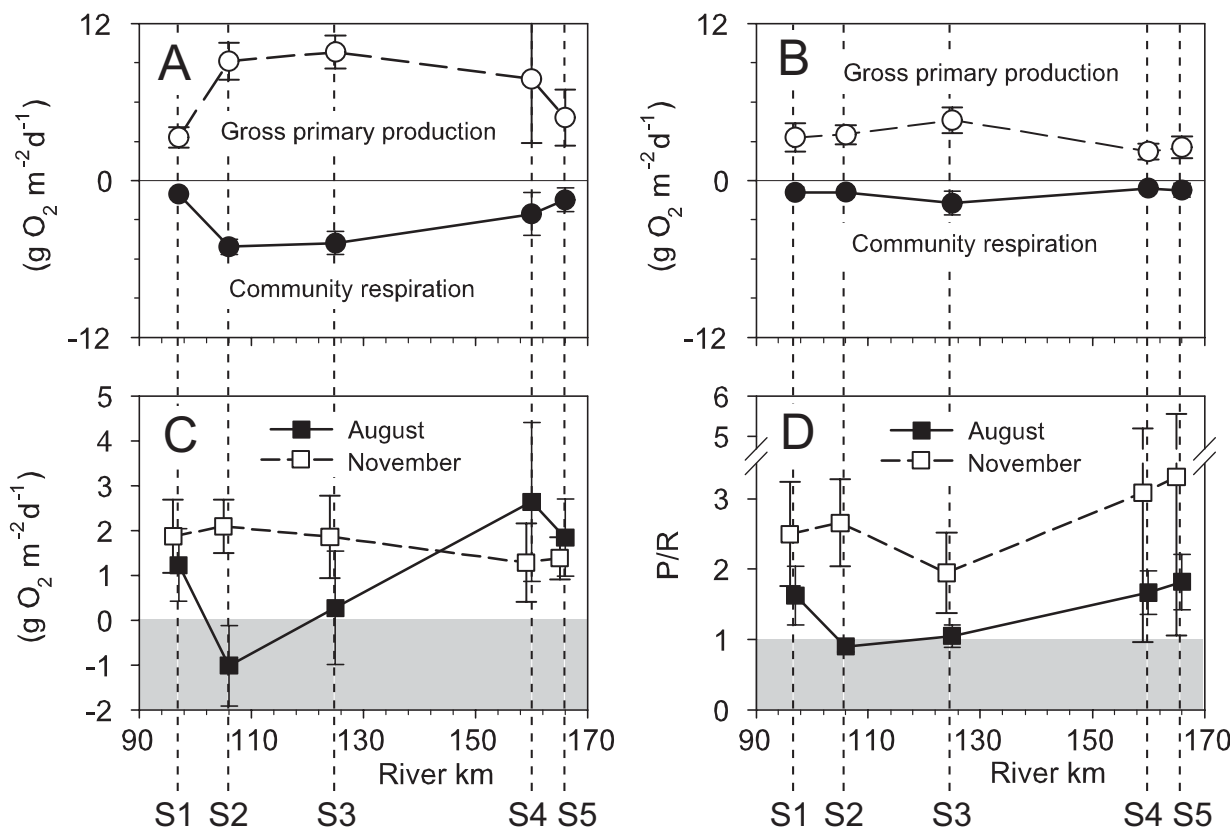 12
A
Gross primary production
0
Community respiration
-12
(g O₂ m⁻²d⁻¹)
12
B
Gross primary production
0
Community respiration
-12
(g O₂ m⁻²d⁻¹)
5
4
3
2
1
0
-1
-2
C
August
November
(g O₂ m⁻²d⁻¹)
90 110 130 150 170
River km
S1 S2 S3 S4 S5
6
5
3
2
1
0
D
August
November
P/R
90 110 130 150 170
River km
S1 S2 S3 S4 S5